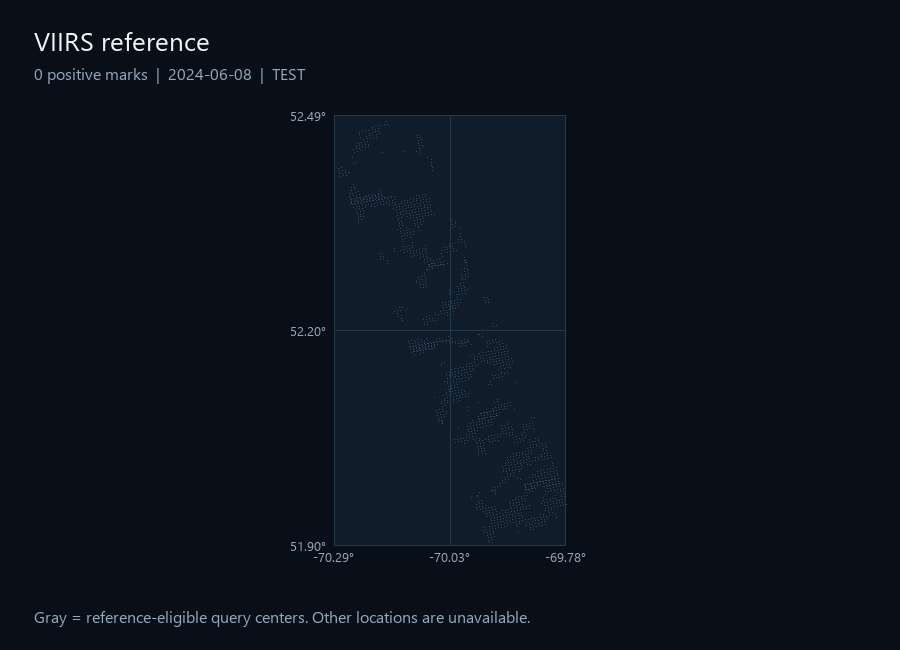 VIIRS reference
0 positive marks | 2024-06-08 | TEST
52.49°
52.20°
51.90°
-70.29° -70.03° -69.78°
Gray = reference-eligible query centers. Other locations are unavailable.